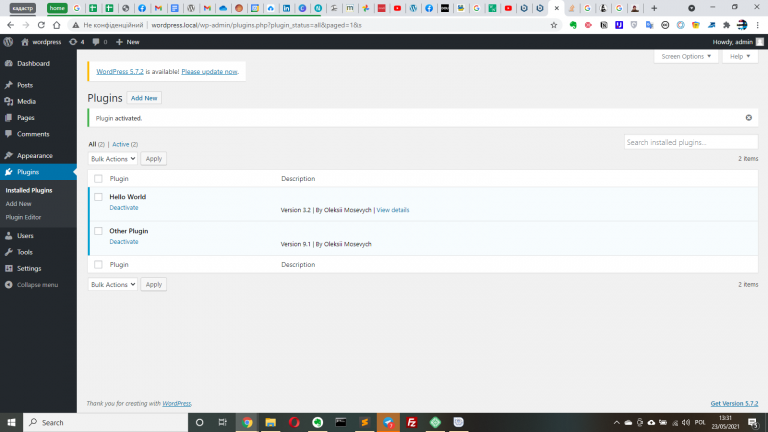 кадастр
home
Не конфіденційний
wordpress.local/wp-admin/plugins.php?plugin_status=all&paged=1&s
wordpress
4
0
+ New
Howdy, admin
Screen Options
Help
Dashboard
Posts
Media
Pages
Comments
Appearance
Plugins
Installed Plugins
Add New
Plugin Editor
Users
Tools
Settings
Collapse menu
WordPress 5.7.2 is available! Please update now.
Plugins
Add New
Plugin activated.
All (2) | Active (2)
Search installed plugins...
Bulk Actions
Apply
2 items
Plugin
Description
Hello World
Deactivate
Version 3.2 | By Oleksii Mosevych | View details
Other Plugin
Deactivate
Version 9.1 | By Oleksii Mosevych
Plugin
Description
Bulk Actions
Apply
2 items
Thank you for creating with WordPress.
Get Version 5.7.2
Search
POL
13:31
23/05/2021